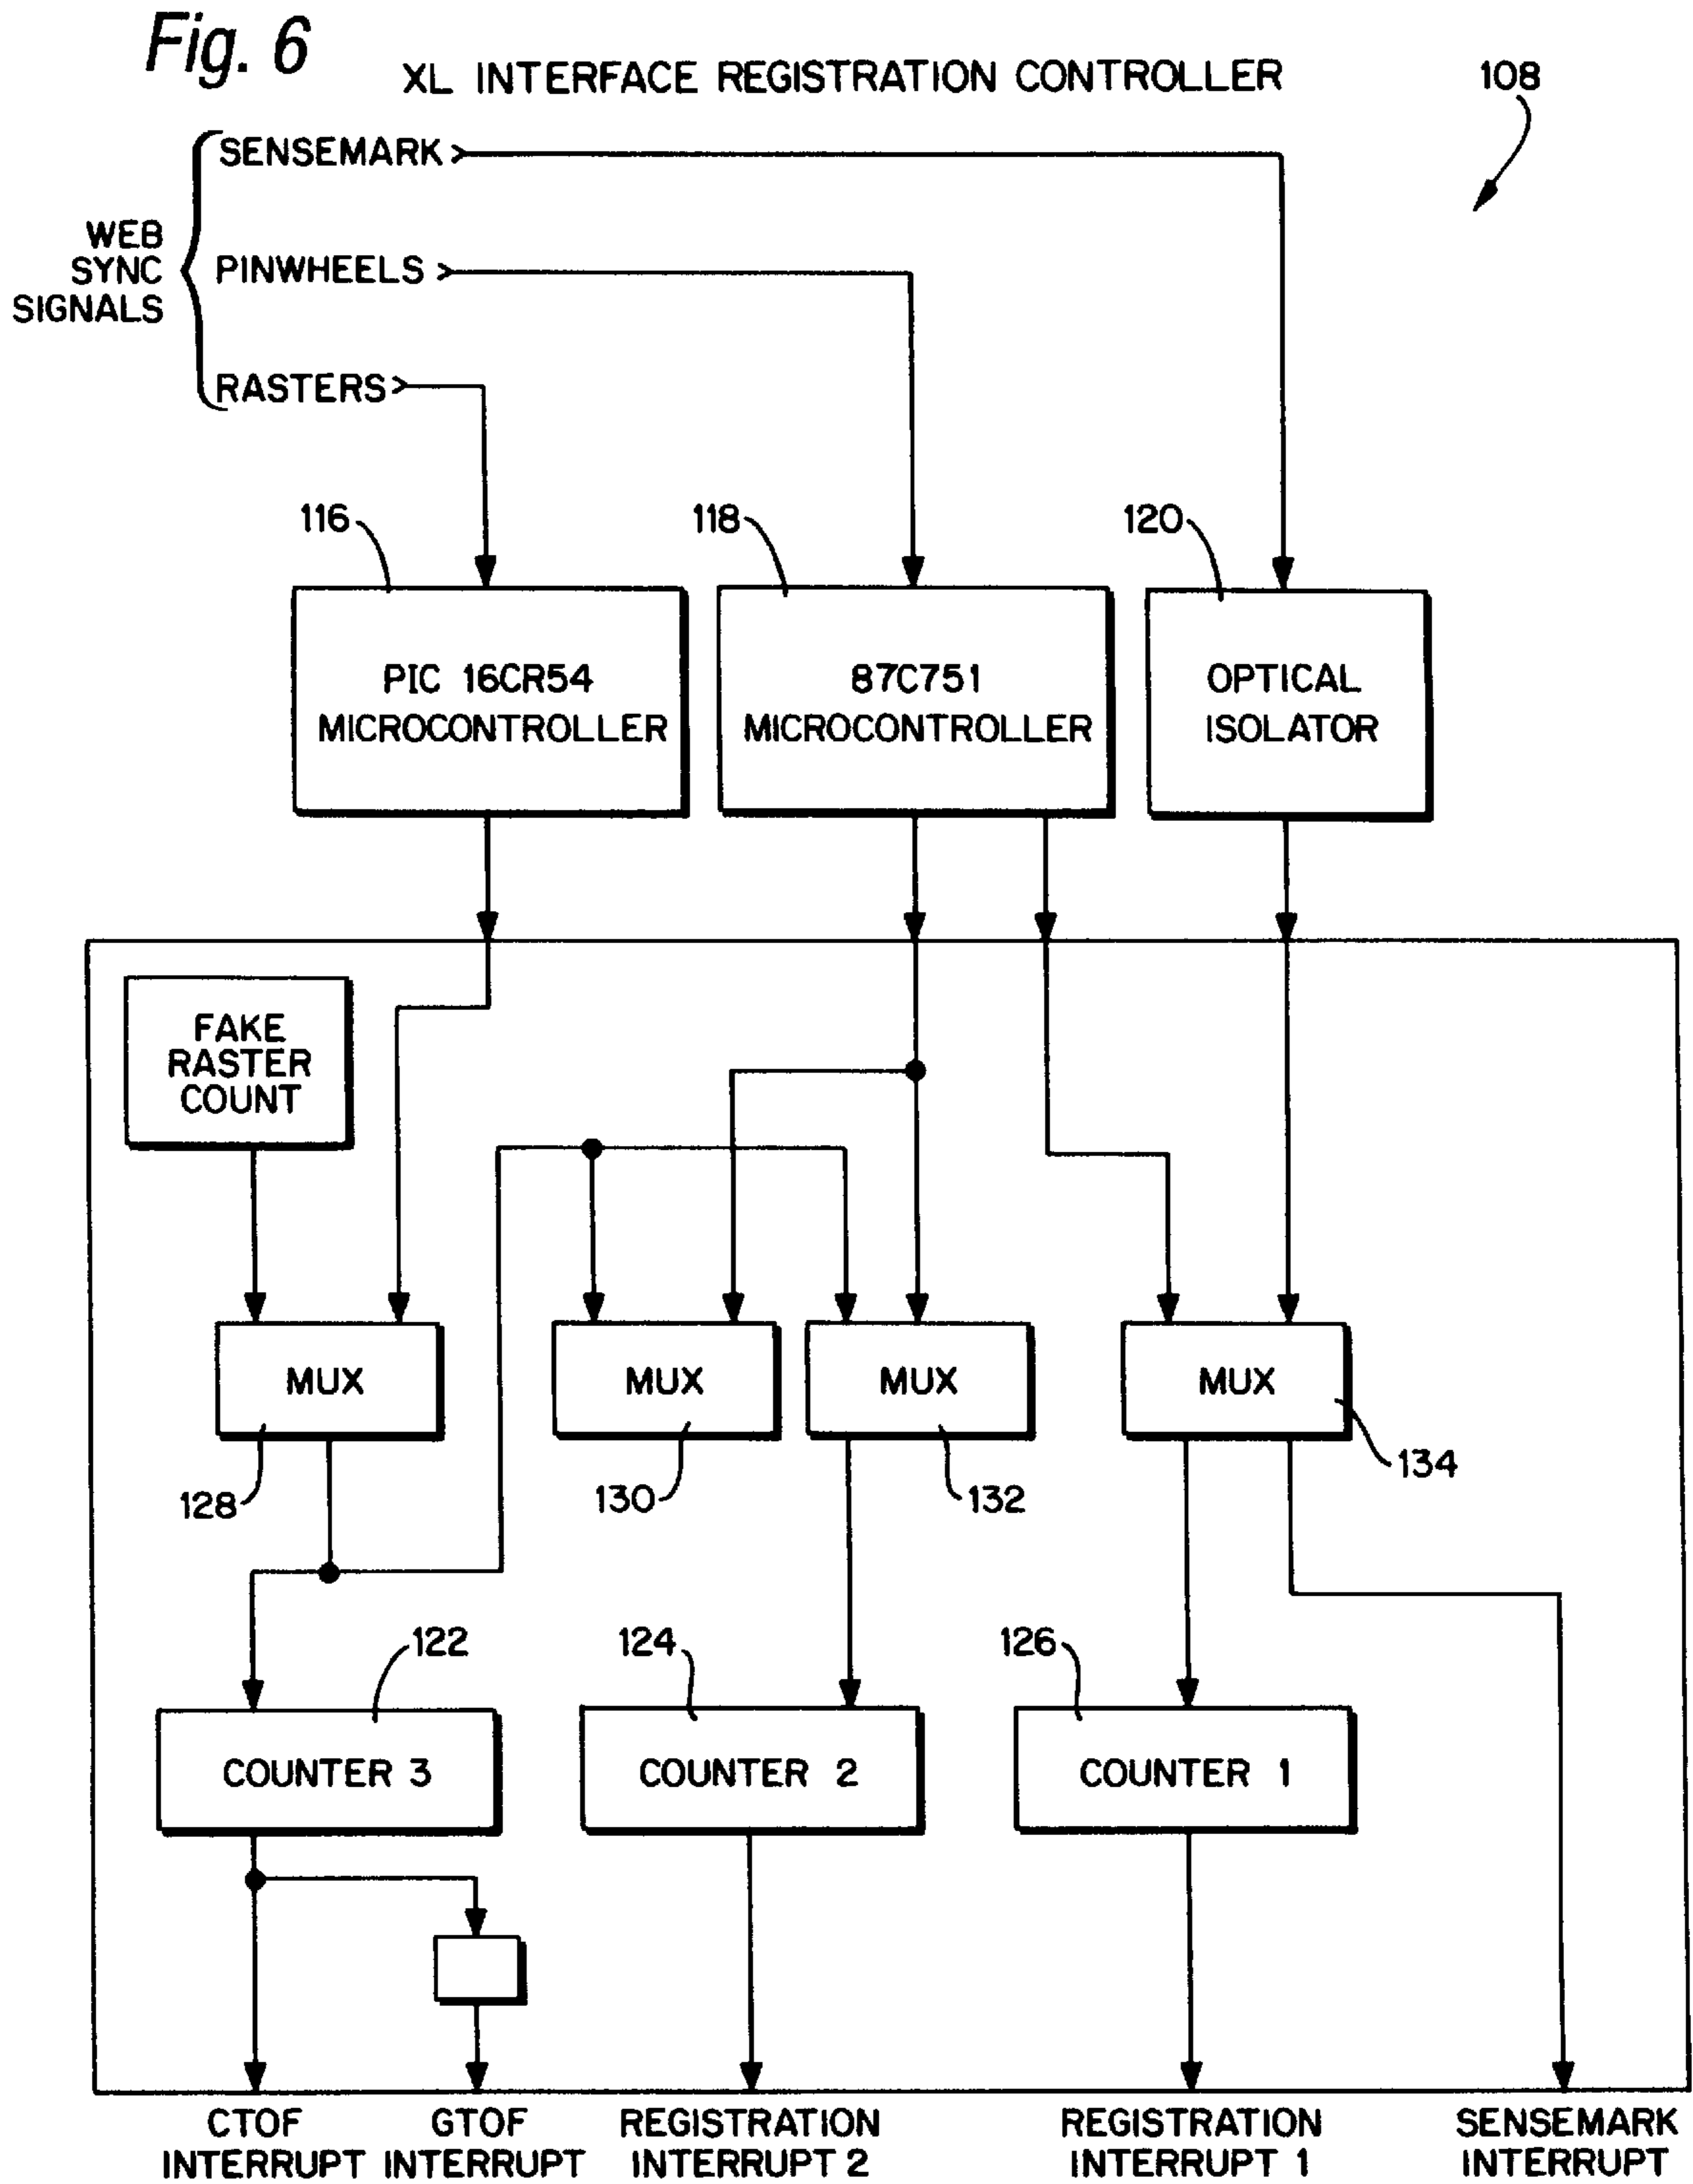 Fig. 6
XL INTERFACE REGISTRATION CONTROLLER
108
SENSEMARK
WEB
SYNC
SIGNALS
PINWHEELS
RASTERS
116
118
120
PIC 16CR54
MICROCONTROLLER
87C751
MICROCONTROLLER
OPTICAL
ISOLATOR
FAKE
RASTER
COUNT
MUX
MUX
MUX
MUX
128
130
132
134
122
124
126
COUNTER 3
COUNTER 2
COUNTER 1
CTOF
INTERRUPT
GTOF
INTERRUPT
REGISTRATION
INTERRUPT 2
REGISTRATION
INTERRUPT 1
SENSEMARK
INTERRUPT